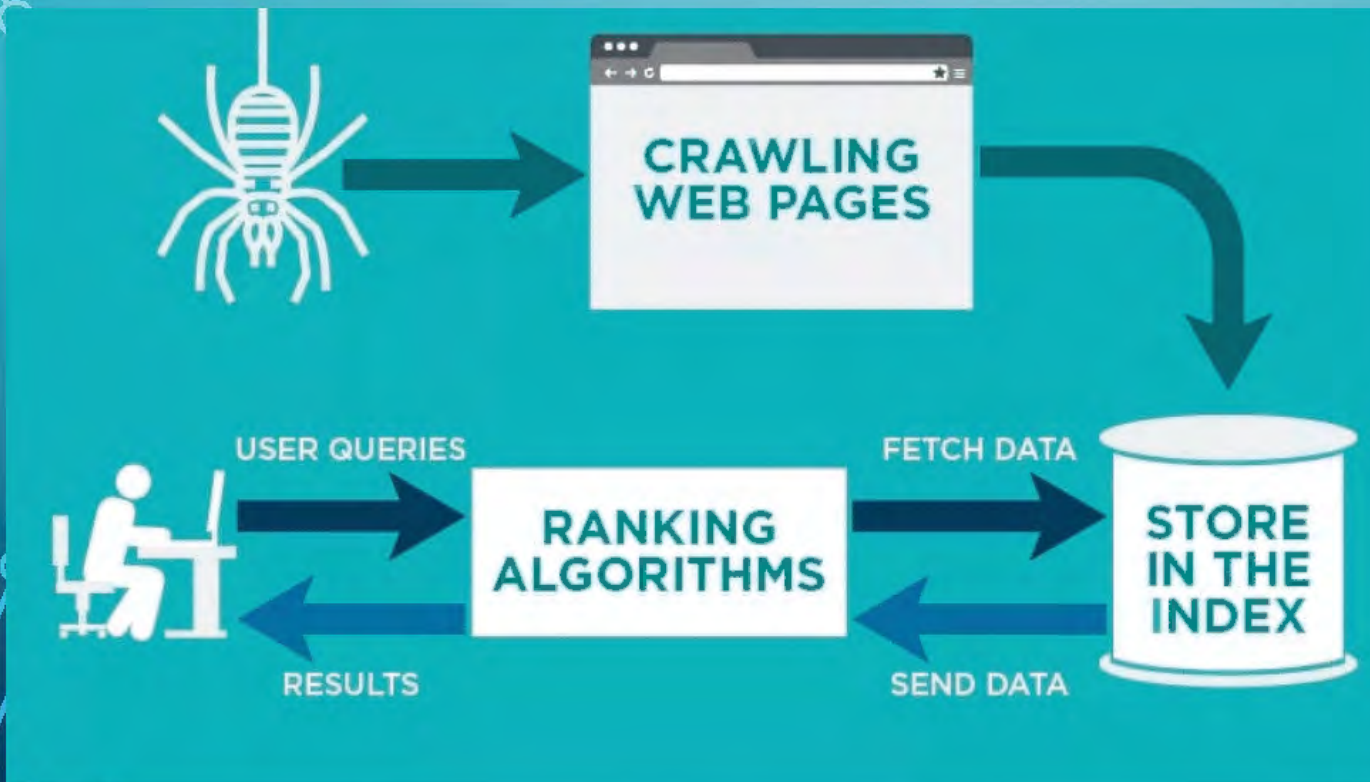 CRAWLING
WEB PAGES
USER QUERIES
FETCH DATA
RANKING
ALGORITHMS
STORE
IN THE
INDEX
RESULTS
SEND DATA